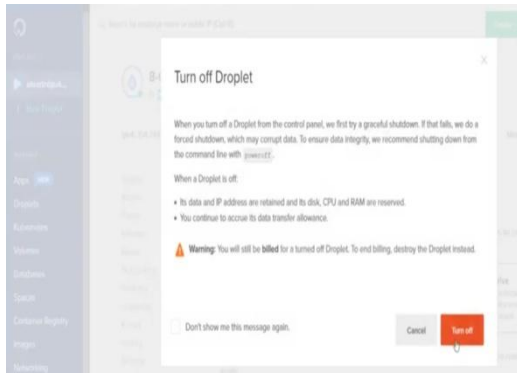 Turn off Droplet
When you turn off a Droplet from the control panel, we first try a graceful shutdown. If that fails, we do a
forced shutdown, which may corrupt data. To ensure data integrity, we recommend shutting down from
the command line with poweroff.
When a Droplet is off:
• Its data and IP address are retained and its disk, CPU and RAM are reserved.
• You continue to accrue its data transfer allowance.
Warning: You will still be billed for a turned off Droplet. To end billing, destroy the Droplet instead.
Don't show me this message again.
Cancel
Turn off
+ New Project
Apps NEW
Droplets
Kubernetes
Volumes
Databases
Spaces
Container Registry
Images
Networking